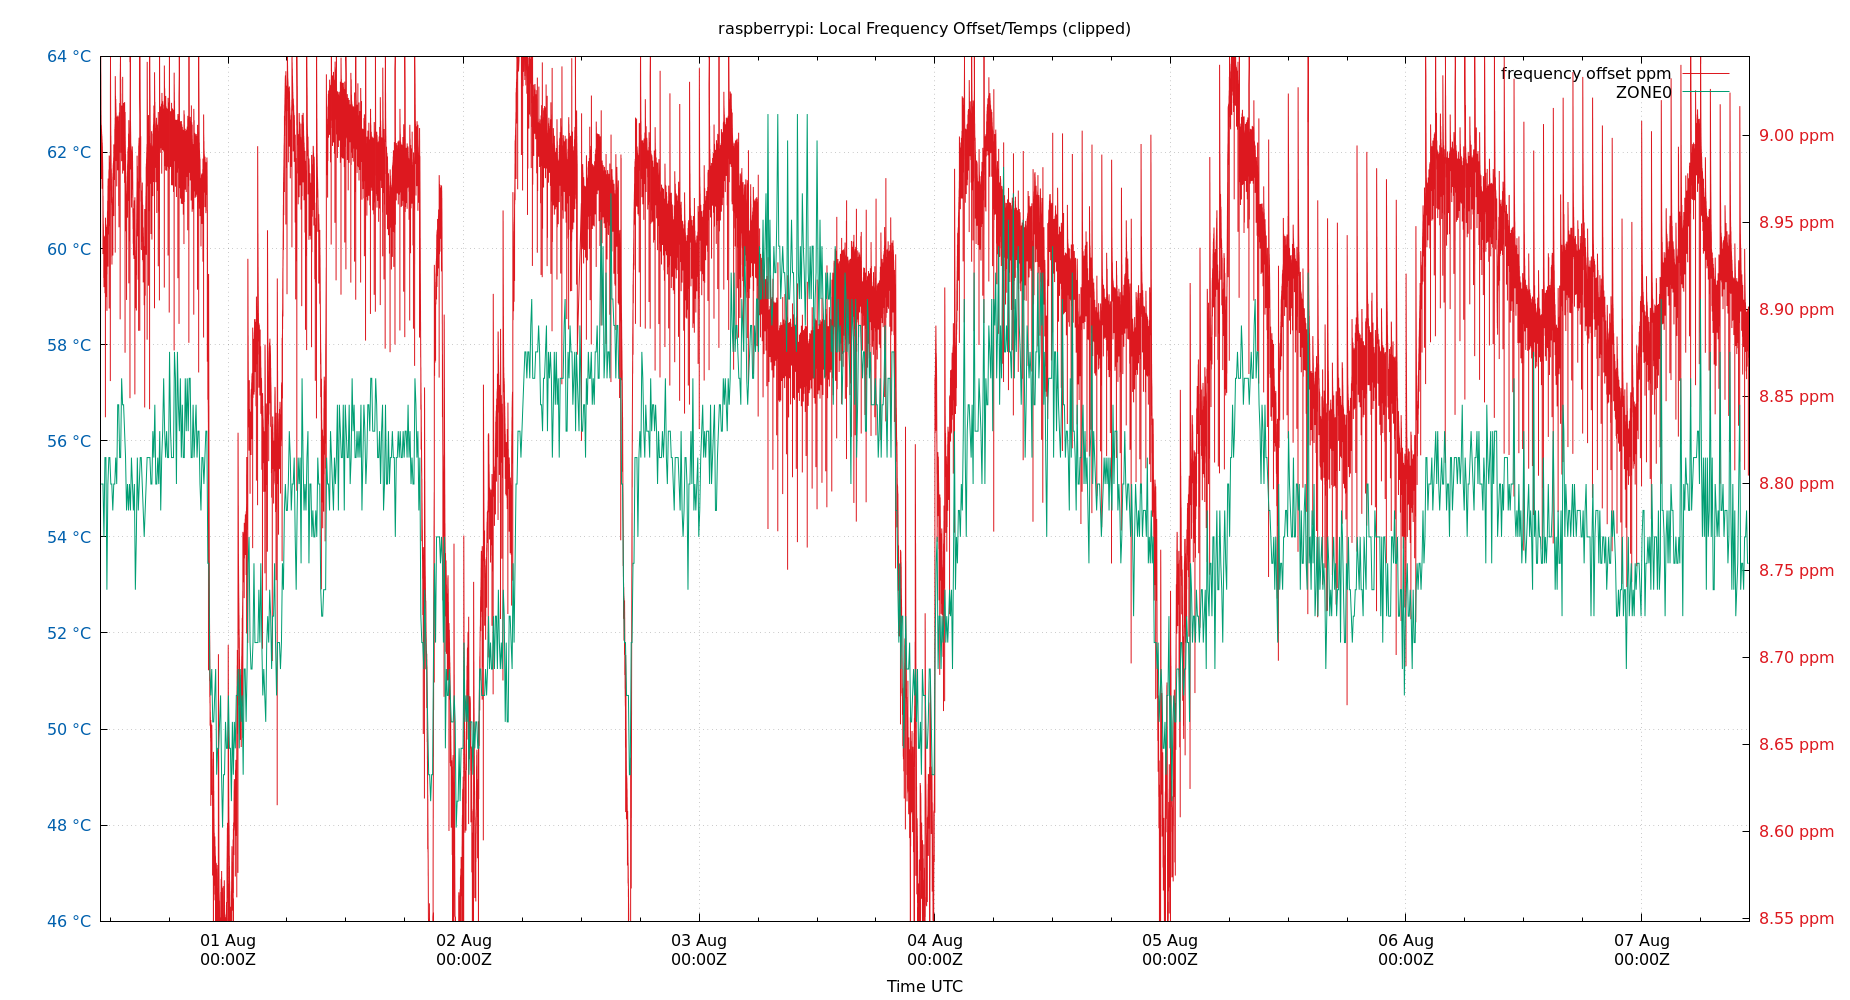 raspberrypi: Local Frequency Offset/Temps (clipped)
64 °C
62 °C
60 °C
58 °C
56 °C
54 °C
52 °C
50 °C
48 °C
46 °C
frequency offset ppm
ZONE0
9.00 ppm
8.95 ppm
8.90 ppm
8.85 ppm
8.80 ppm
8.75 ppm
8.70 ppm
8.65 ppm
8.60 ppm
8.55 ppm
01 Aug
00:00Z
02 Aug
00:00Z
03 Aug
00:00Z
04 Aug
00:00Z
05 Aug
00:00Z
06 Aug
00:00Z
07 Aug
00:00Z
Time UTC